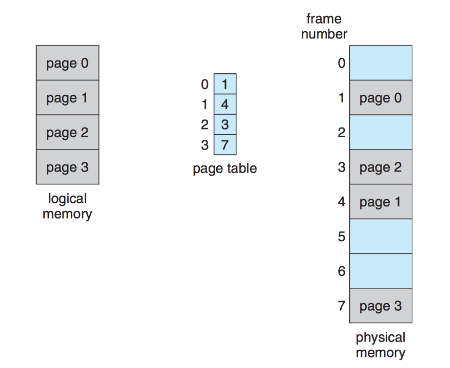 frame
number
page 0
page 1
page 2
page 3
logical
memory
0 1
1 4
2 3
3 7
page table
0
1 page 0
2
3 page 2
4 page 1
5
6
7 page 3
physical
memory